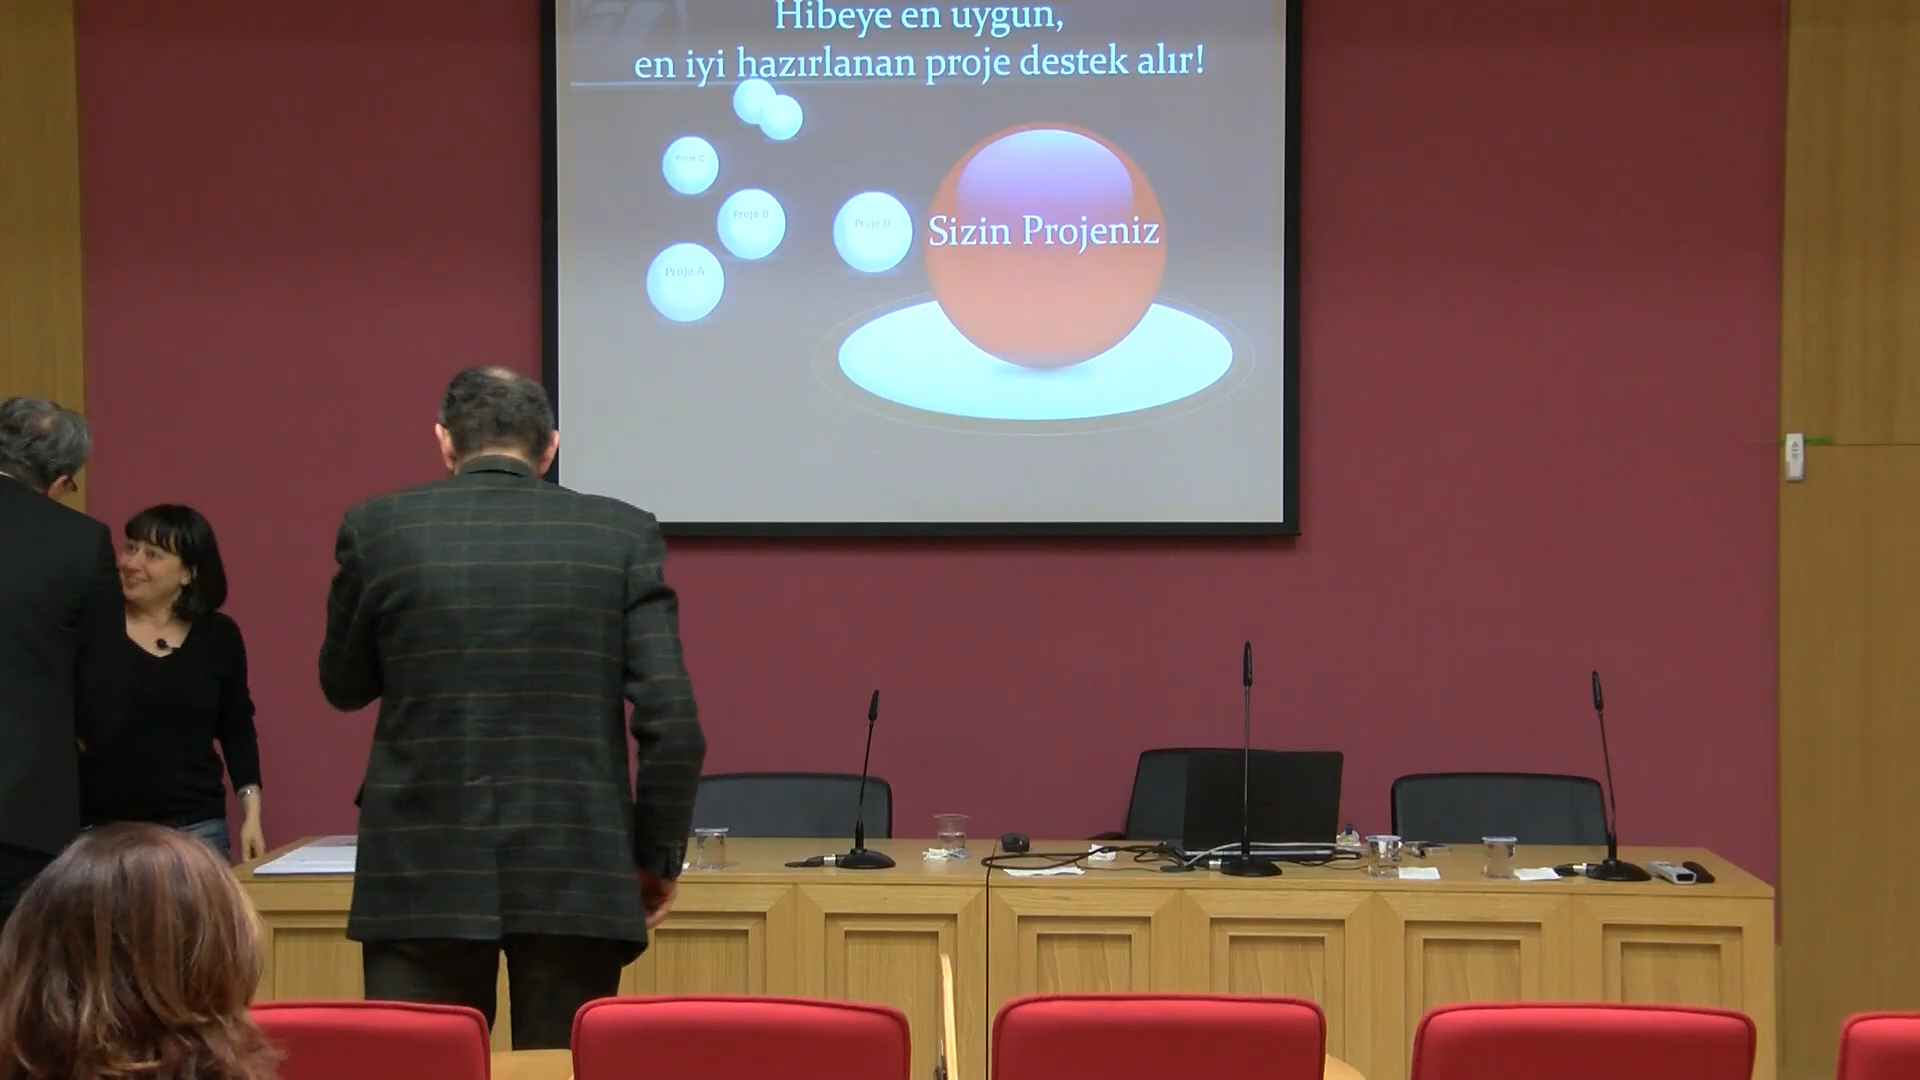 Hibeye en uygun,
en iyi hazırlanan proje destek alır!
Proje C
Proje B
Proje D
Sizin Projeniz
Proje A